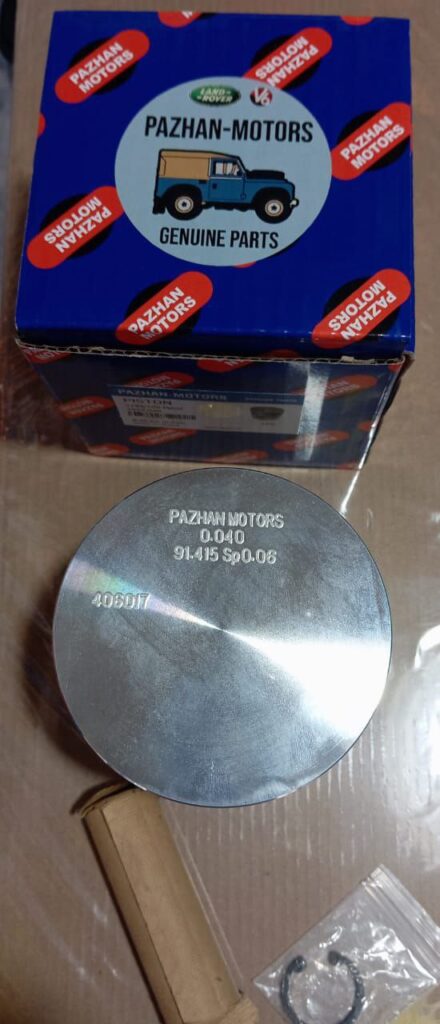 PAZHAN MOTORS
PAZHAN MOTORS
LAND-
-ROVER
V8
PAZHAN-MOTORS
GENUINE PARTS
PAZHAN MOTORS
PAZHAN MOTORS
PAZHAN MOTORS
PAZHAN MOTORS
PAZHAN-MOTORS
PISTON
PAZHAN MOTORS
0.040
91.415 Sp0.06
406017